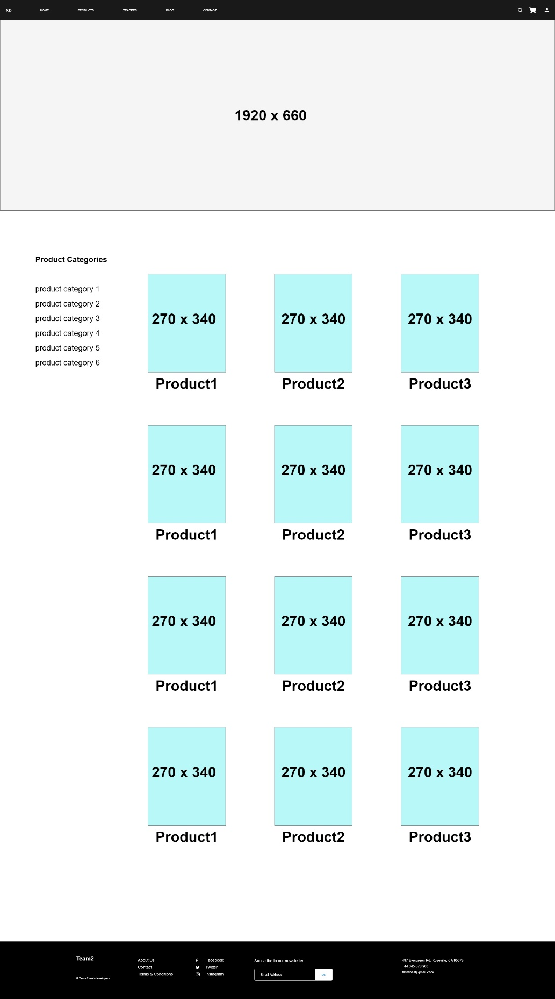 XD HOME PRODUCTS TRADERS BLOG CONTACT
1920 x 660
Product Categories
product category 1
product category 2
product category 3
product category 4
product category 5
product category 6
270 x 340 270 x 340 270 x 340
Product1 Product2 Product3
270 x 340 270 x 340 270 x 340
Product1 Product2 Product3
270 x 340 270 x 340 270 x 340
Product1 Product2 Product3
270 x 340 270 x 340 270 x 340
Product1 Product2 Product3
Team2
© Team 2 web developers
About Us
Contact
Terms & Conditions
Facebook
Twitter
Instagram
Subscribe to our newsletter
Email Address OK
497 Evergreen Rd. Roseville, CA 95673
+44 345 678 903
tastebest@mail.com